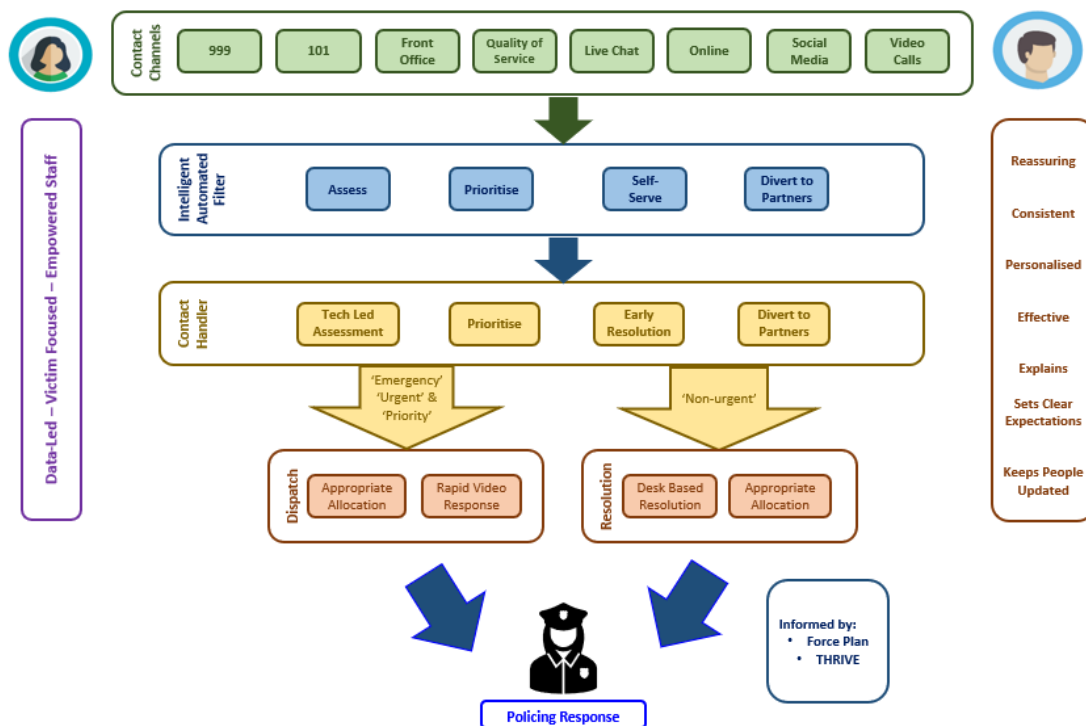 Contact
Channels
999
101
Front
Office
Quality of
Service
Live Chat
Online
Social
Media
Video
Calls
Data-Led – Victim Focused – Empowered Staff
Intelligent
Automated
Filter
Assess
Prioritise
Self-
Serve
Divert to
Partners
Contact
Handler
Tech Led
Assessment
Prioritise
Early
Resolution
Divert to
Partners
‘Emergency’
‘Urgent’ &
‘Priority’
‘Non-urgent’
Dispatch
Appropriate
Allocation
Rapid Video
Response
Resolution
Desk Based
Resolution
Appropriate
Allocation
Reassuring
Consistent
Personalised
Effective
Explains
Sets Clear
Expectations
Keeps People
Updated
Informed by:
• Force Plan
• THRIVE
Policing Response